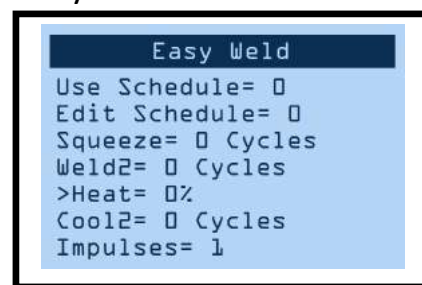 Easy Weld
Use Schedule= 0
Edit Schedule= 0
Squeeze= 0 Cycles
Weld2= 0 Cycles
>Heat= 0%
Cool2= 0 Cycles
Impulses= 1